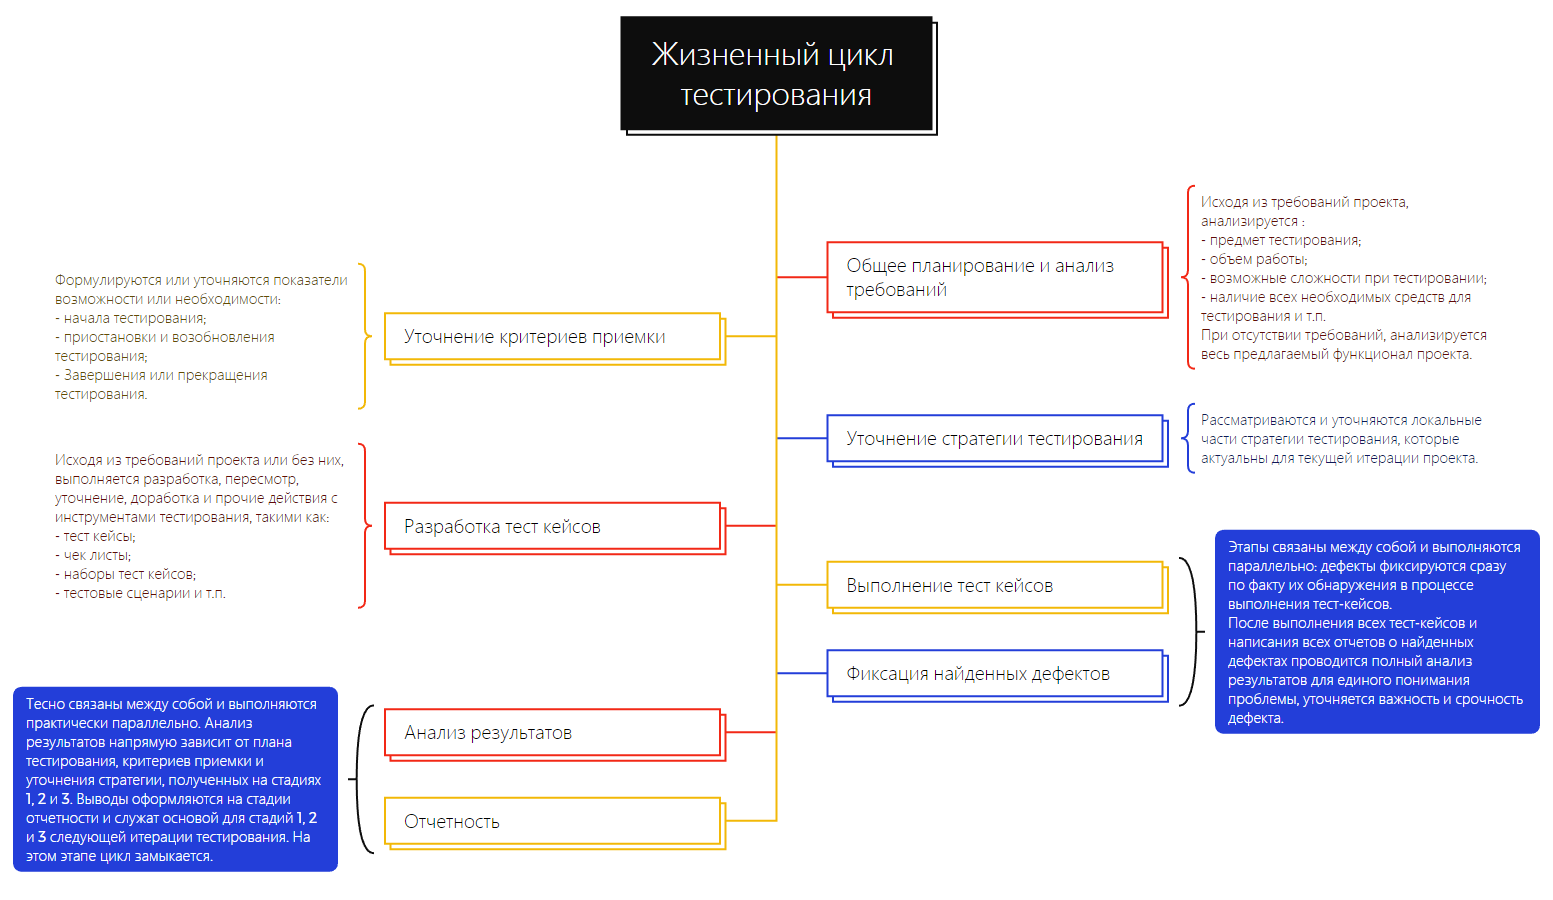 Жизненный цикл
тестирования
Общее планирование и анализ
требований
Исходя из требований проекта,
анализируется :
- предмет тестирования;
- объем работы;
- возможные сложности при тестировании;
- наличие всех необходимых средств для
тестирования и т.п.
При отсутствии требований, анализируется
весь предлагаемый функционал проекта.
Формулируются или уточняются показатели
возможности или необходимости:
- начала тестирования;
- приостановки и возобновления
тестирования;
- Завершения или прекращения
тестирования.
Уточнение критериев приемки
Уточнение стратегии тестирования
Рассматриваются и уточняются локальные
части стратегии тестирования, которые
актуальны для текущей итерации проекта.
Исходя из требований проекта или без них,
выполняется разработка, пересмотр,
уточнение, доработка и прочие действия с
инструментами тестирования, такими как:
- тест кейсы;
- чек листы;
- наборы тест кейсов;
- тестовые сценарии и т.п.
Разработка тест кейсов
Выполнение тест кейсов
Фиксация найденных дефектов
Этапы связаны между собой и выполняются
параллельно: дефекты фиксируются сразу
по факту их обнаружения в процессе
выполнения тест-кейсов.
После выполнения всех тест-кейсов и
написания всех отчетов о найденных
дефектах проводится полный анализ
результатов для единого понимания
проблемы, уточняется важность и срочность
дефекта.
Тесно связаны между собой и выполняются
практически параллельно. Анализ
результатов напрямую зависит от плана
тестирования, критериев приемки и
уточнения стратегии, полученных на стадиях
1, 2 и 3. Выводы оформляются на стадии
отчетности и служат основой для стадий 1, 2
и 3 следующей итерации тестирования. На
этом этапе цикл замыкается.
Анализ результатов
Отчетность